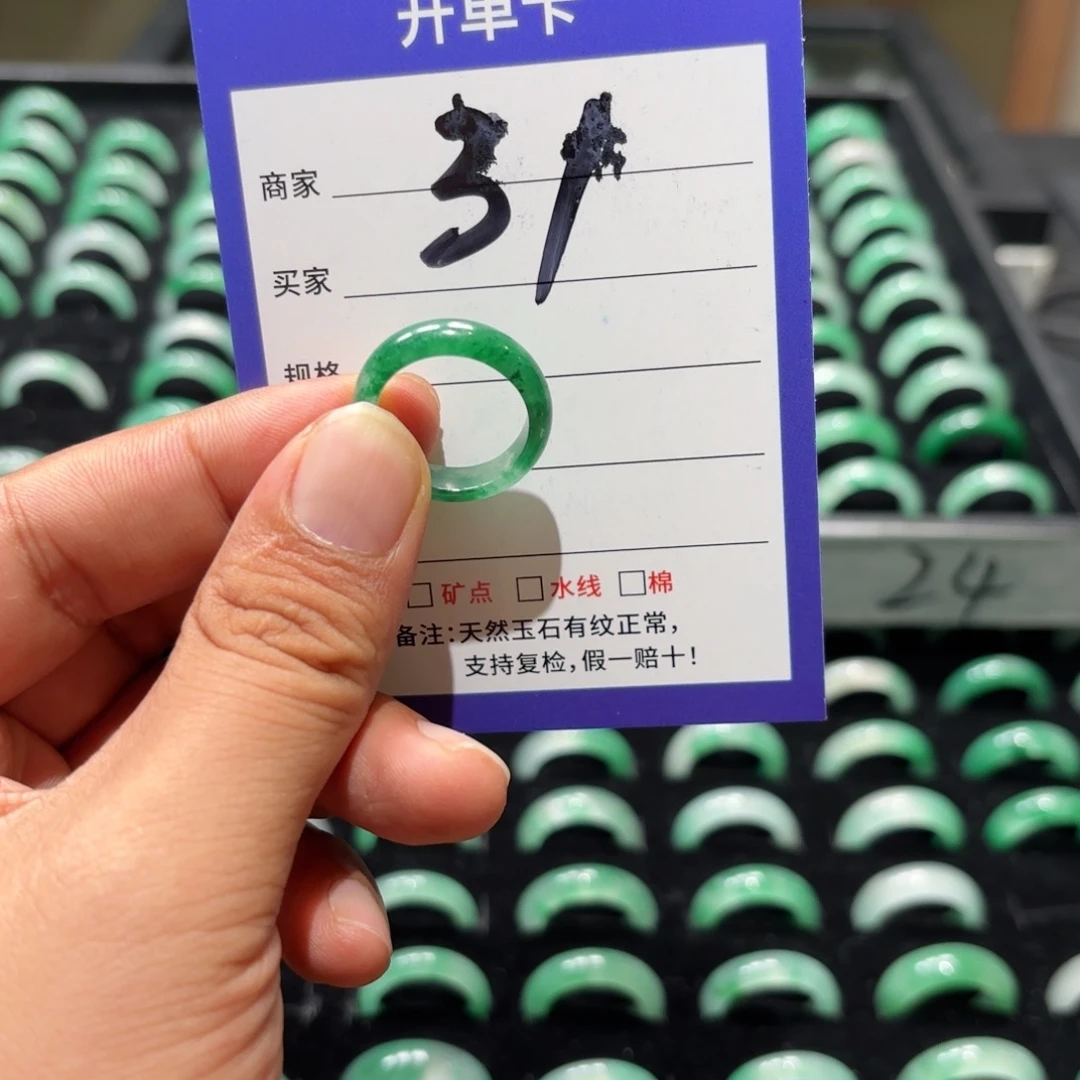 开单卡
商家
31
买家
规格
□矿点 □水线 □棉
备注：天然玉石有纹正常，
支持复检，假一赔十！
24